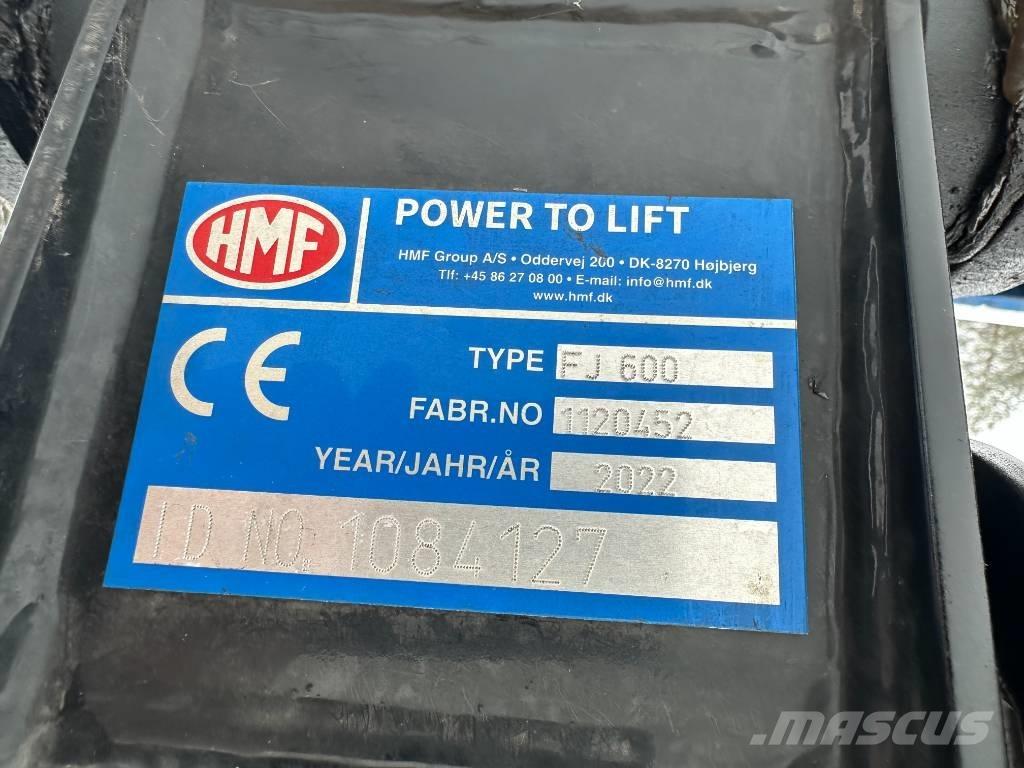 HMF
POWER TO LIFT
HMF Group A/S • Oddervej 200 • DK-8270 Højbjerg
Tlf: +45 86 27 08 00 • E-mail: info@hmf.dk
www.hmf.dk
CE
TYPE FJ 600
FABR.NO 1120452
YEAR/JAHR/ÅR 2022
ID NO. 1084127
MASCUS